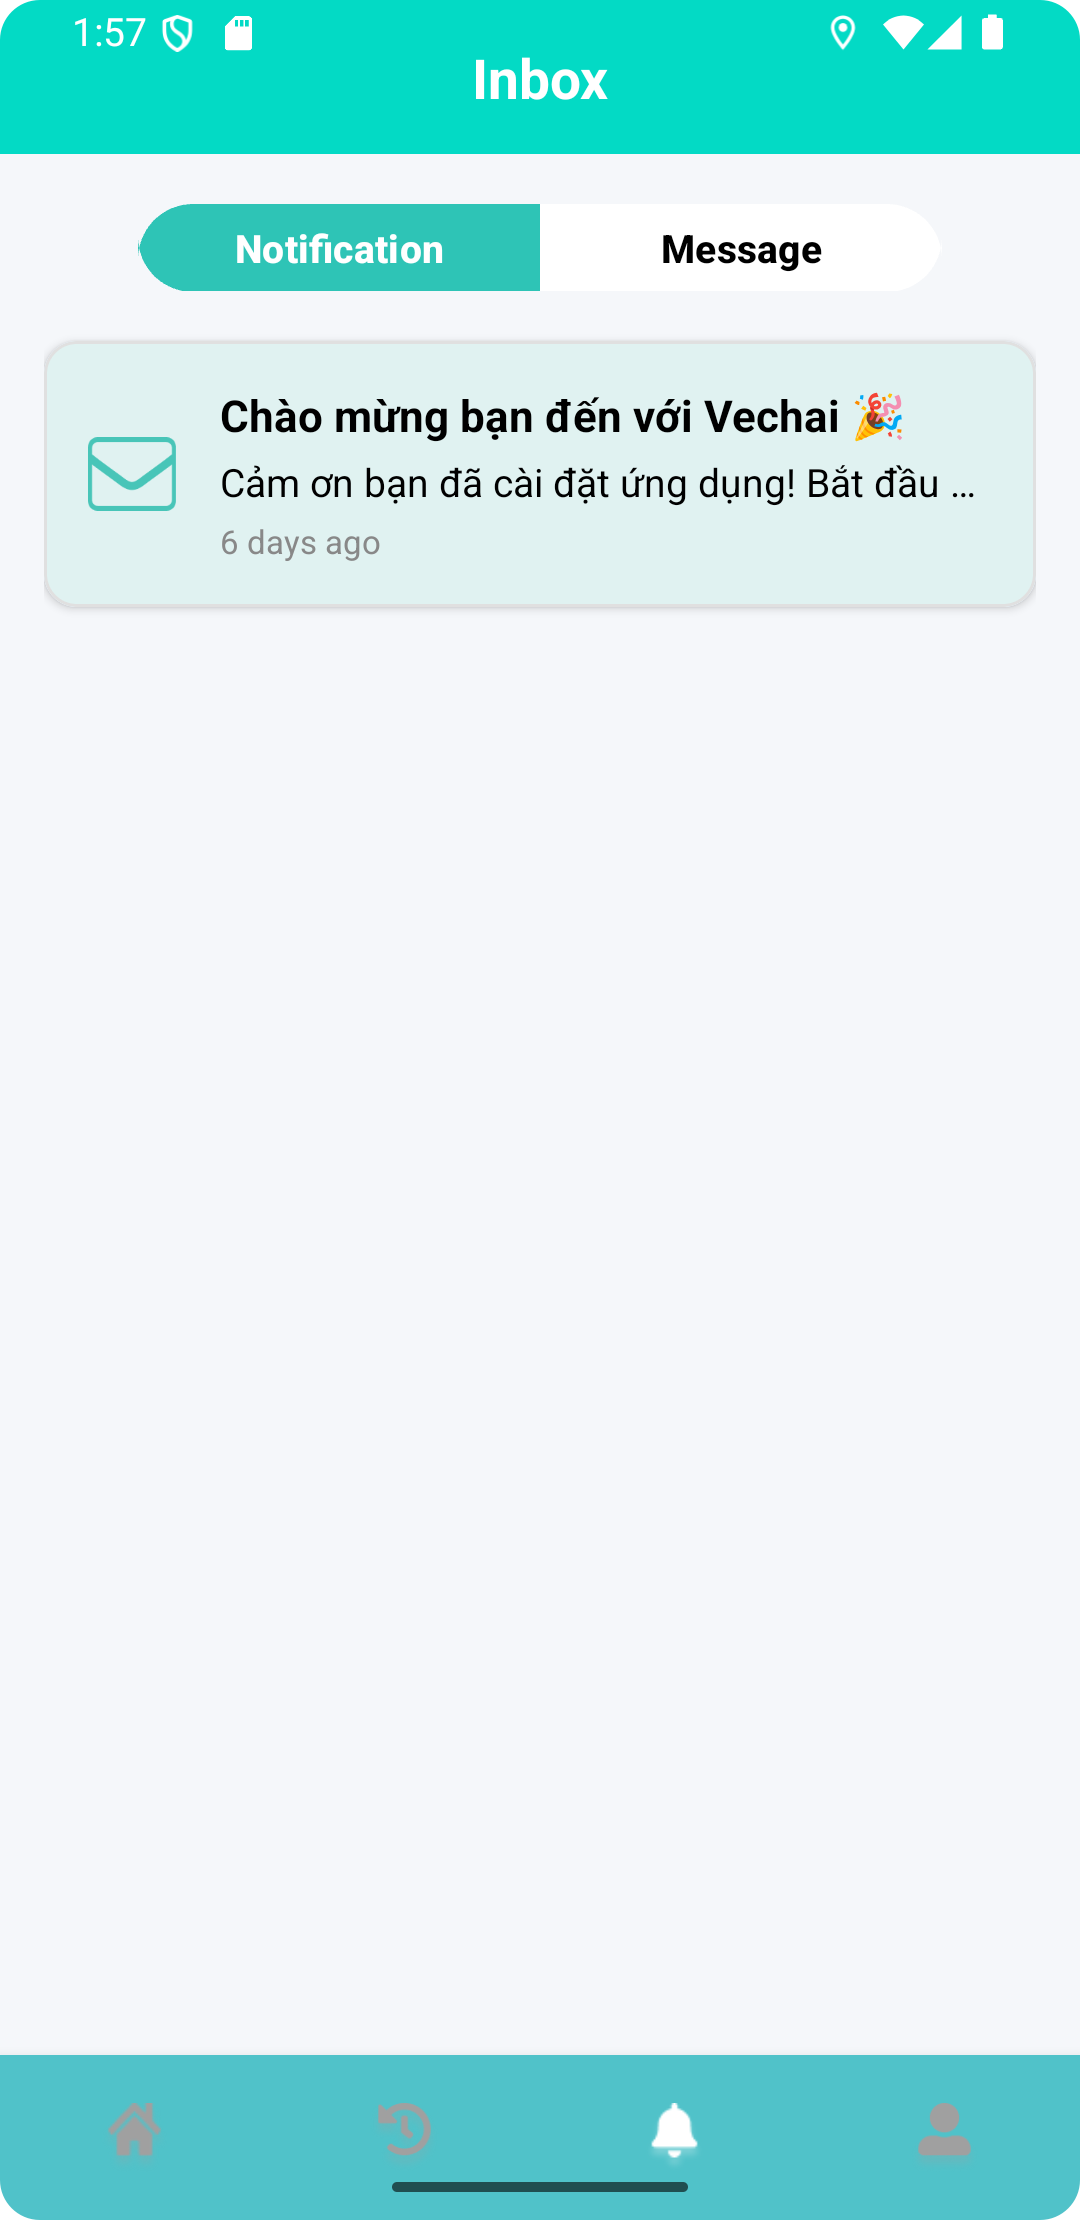 1:57
Inbox
Notification
Message
Chào mừng bạn đến với Vechai 🎉
Cảm ơn bạn đã cài đặt ứng dụng! Bắt đầu ...
6 days ago